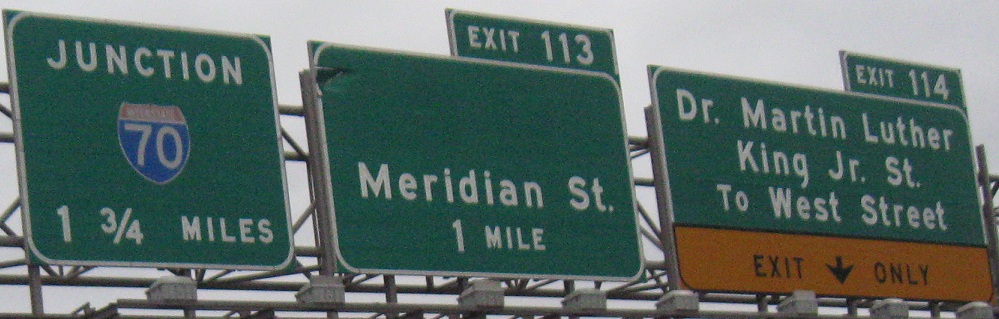 JUNCTION
INTERSTATE
70
1 3/4 MILES
EXIT 113
Meridian St.
1 MILE
EXIT 114
Dr. Martin Luther
King Jr. St.
To West Street
EXIT ONLY